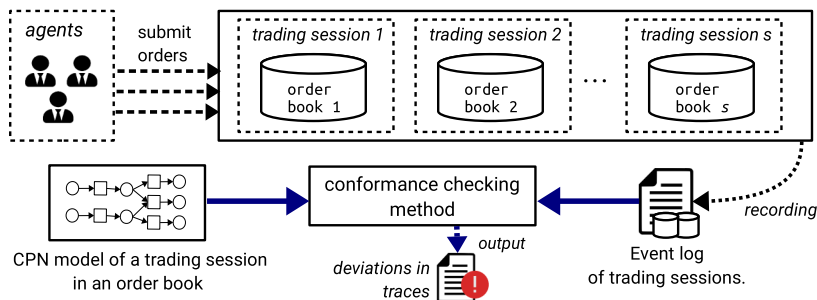 agents
submit
orders
trading session 1
order
book 1
trading session 2
order
book 2
...
trading session s
order
book s
recording
conformance checking
method
CPN model of a trading session
in an order book
output
deviations in
traces
!
Event log
of trading sessions.